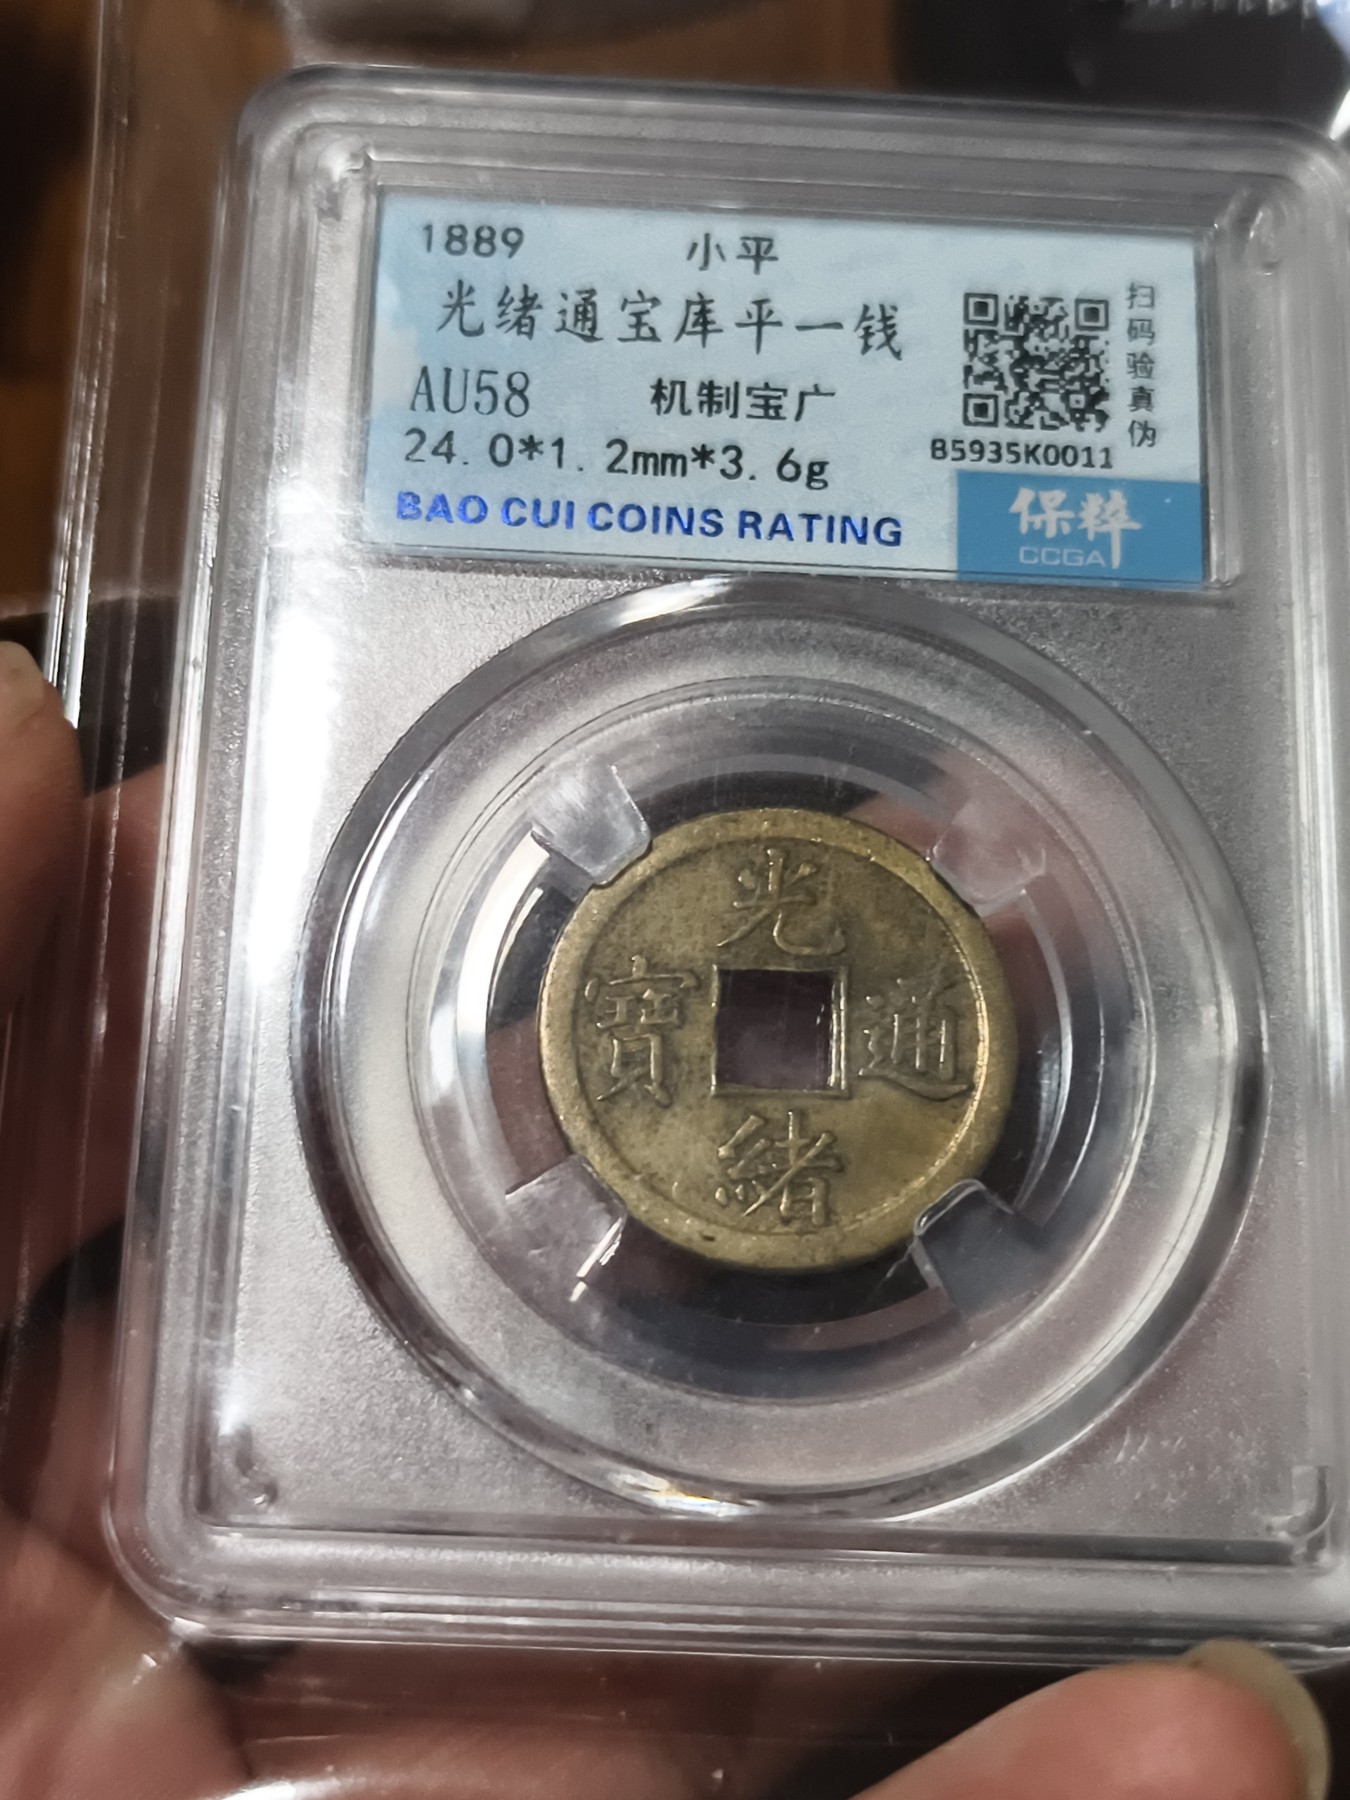 1889 小平
光绪通宝库平一钱
AU58 机制宝广
24.0*1.2mm*3.6g
BAO CUI COINS RATING
扫码验真伪
B5935K0011
保粹
CCGA
光
寶 通
緒